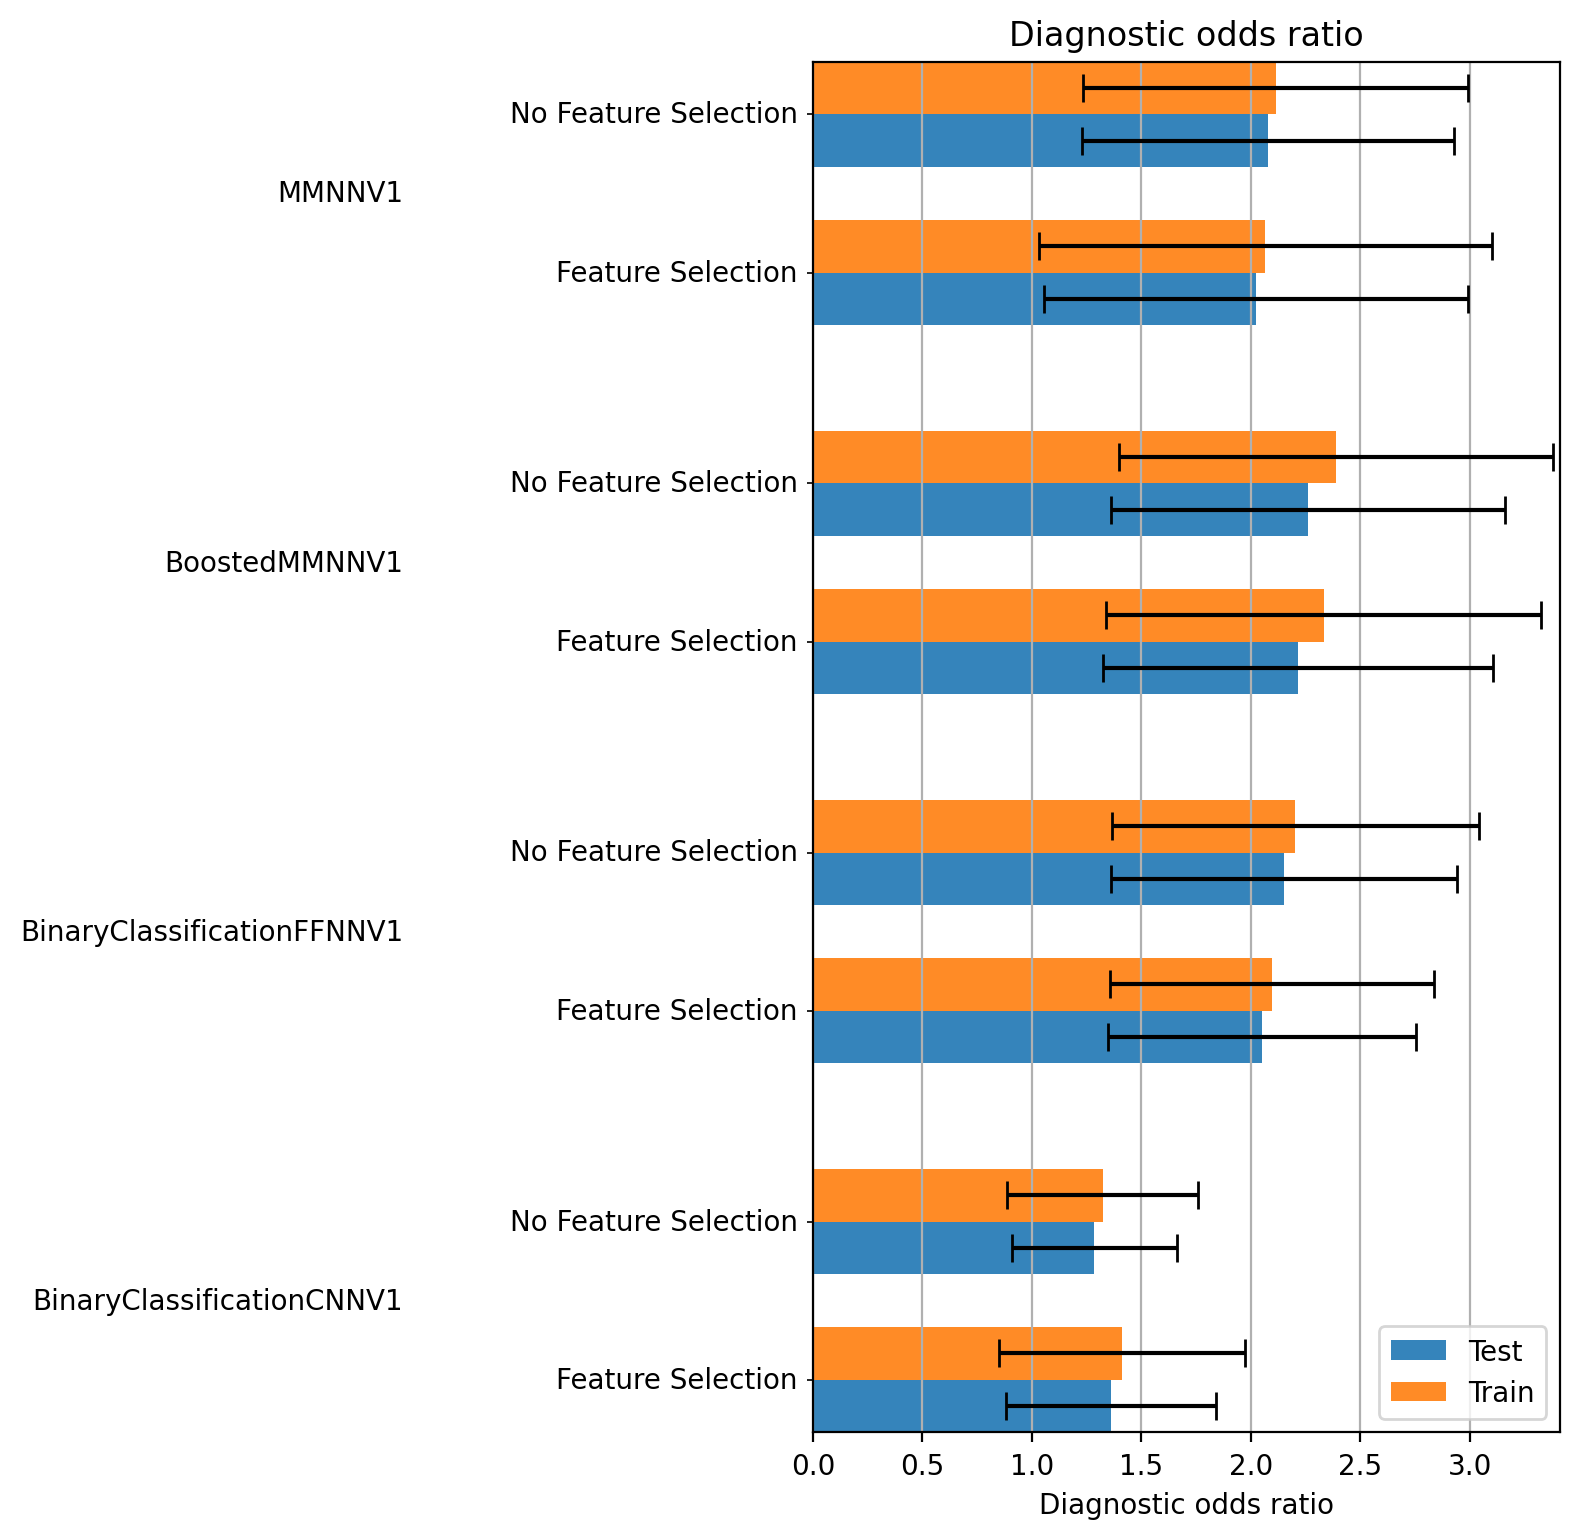 Diagnostic odds ratio
No Feature Selection
MMNNV1
Feature Selection
No Feature Selection
BoostedMMNNV1
Feature Selection
No Feature Selection
BinaryClassificationFFNNV1
Feature Selection
No Feature Selection
BinaryClassificationCNNV1
Feature Selection
Test
Train
0.0 0.5 1.0 1.5 2.0 2.5 3.0
Diagnostic odds ratio